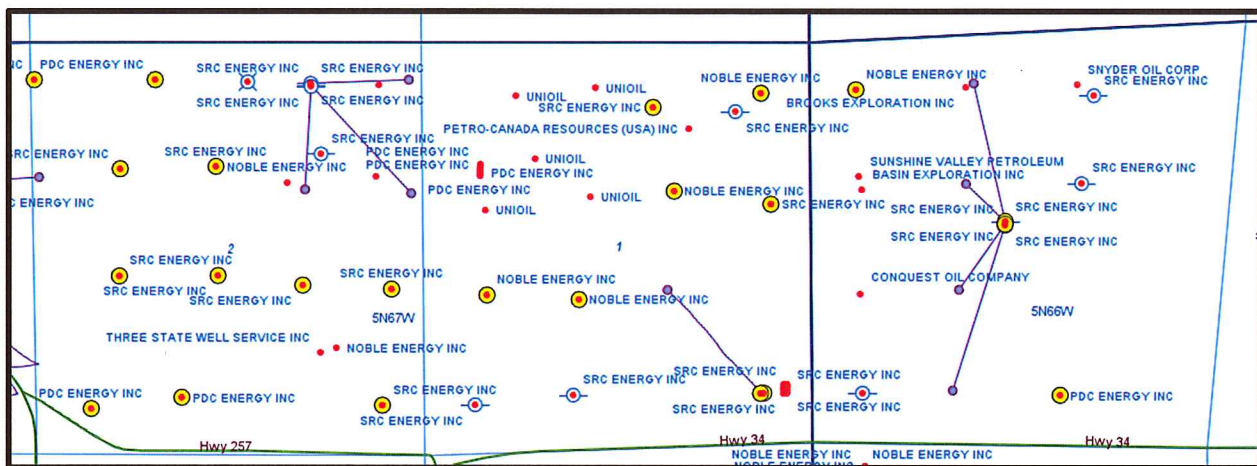 NC
PDC ENERGY INC
SRC ENERGY INC
SRC ENERGY INC
SRC ENERGY INC
SRC ENERGY INC
UNIOIL
UNIOIL
SRC ENERGY INC
NOBLE ENERGY INC
NOBLE ENERGY INC
BROOKS EXPLORATION INC
SNYDER OIL CORP
SRC ENERGY INC
PETRO-CANADA RESOURCES (USA) INC
SRC ENERGY INC
SRC ENERGY INC
SRC ENERGY INC
NOBLE ENERGY INC
SRC ENERGY INC
PDC ENERGY INC
PDC ENERGY INC
UNIOIL
PDC ENERGY INC
PDC ENERGY INC
UNIOIL
UNIOIL
NOBLE ENERGY INC
SRC ENERGY INC
SUNSHINE VALLEY PETROLEUM
BASIN EXPLORATION INC
SRC ENERGY INC
C ENERGY INC
SRC ENERGY INC
SRC ENERGY INC
SRC ENERGY INC
SRC ENERGY INC
2
1
SRC ENERGY INC
SRC ENERGY INC
SRC ENERGY INC
SRC ENERGY INC
NOBLE ENERGY INC
NOBLE ENERGY INC
CONQUEST OIL COMPANY
5N67W
5N66W
THREE STATE WELL SERVICE INC
NOBLE ENERGY INC
PDC ENERGY INC
PDC ENERGY INC
SRC ENERGY INC
SRC ENERGY INC
SRC ENERGY INC
SRC ENERGY INC
SRC ENERGY INC
SRC ENERGY INC
SRC ENERGY INC
PDC ENERGY INC
Hwy 257
Hwy 34
Hwy 34
NOBLE ENERGY INC
NOBLE ENERGY INC